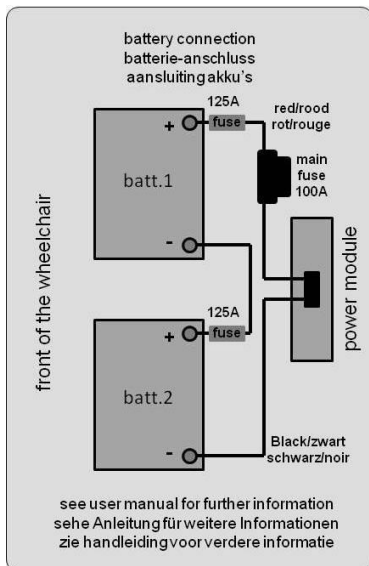 battery connection
batterie-anschluss
aansluiting akku's
125A
fuse
red/rood
rot/rouge
main
fuse
100A
+
batt.1
-
front of the wheelchair
power module
125A
fuse
+
batt.2
-
Black/zwart
schwarz/noir
see user manual for further information
sehe Anleitung für weitere Informationen
zie handleiding voor verdere informatie